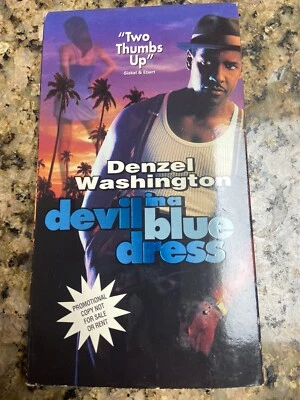 "Two
Thumbs
Up"
Siskel & Ebert
Denzel
Washington
in a
devil blue
dress
PROMOTIONAL
COPY NOT
FOR SALE
OR RENT